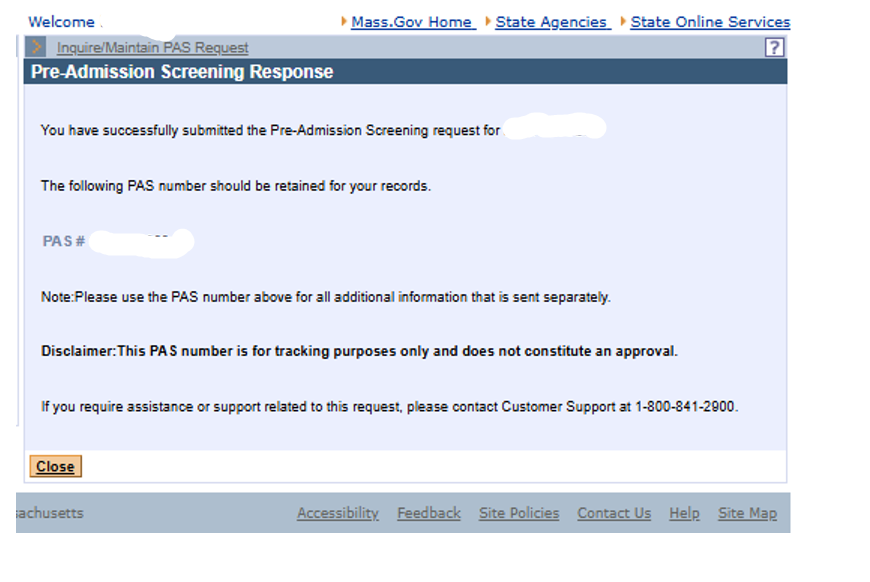 Welcome .
Mass.Gov Home State Agencies State Online Services
Inquire/Maintain PAS Request ?
Pre-Admission Screening Response
You have successfully submitted the Pre-Admission Screening request for
The following PAS number should be retained for your records.
PAS #
Note:Please use the PAS number above for all additional information that is sent separately.
Disclaimer:This PAS number is for tracking purposes only and does not constitute an approval.
If you require assistance or support related to this request, please contact Customer Support at 1-800-841-2900.
Close
achusetts Accessibility Feedback Site Policies Contact Us Help Site Map